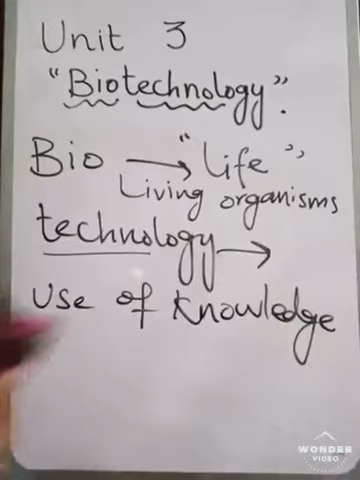 Unit 3
"Biotechnology".
Bio → "life"
Living organisms
technology →
Use of knowledge
WONDER
VIDEO